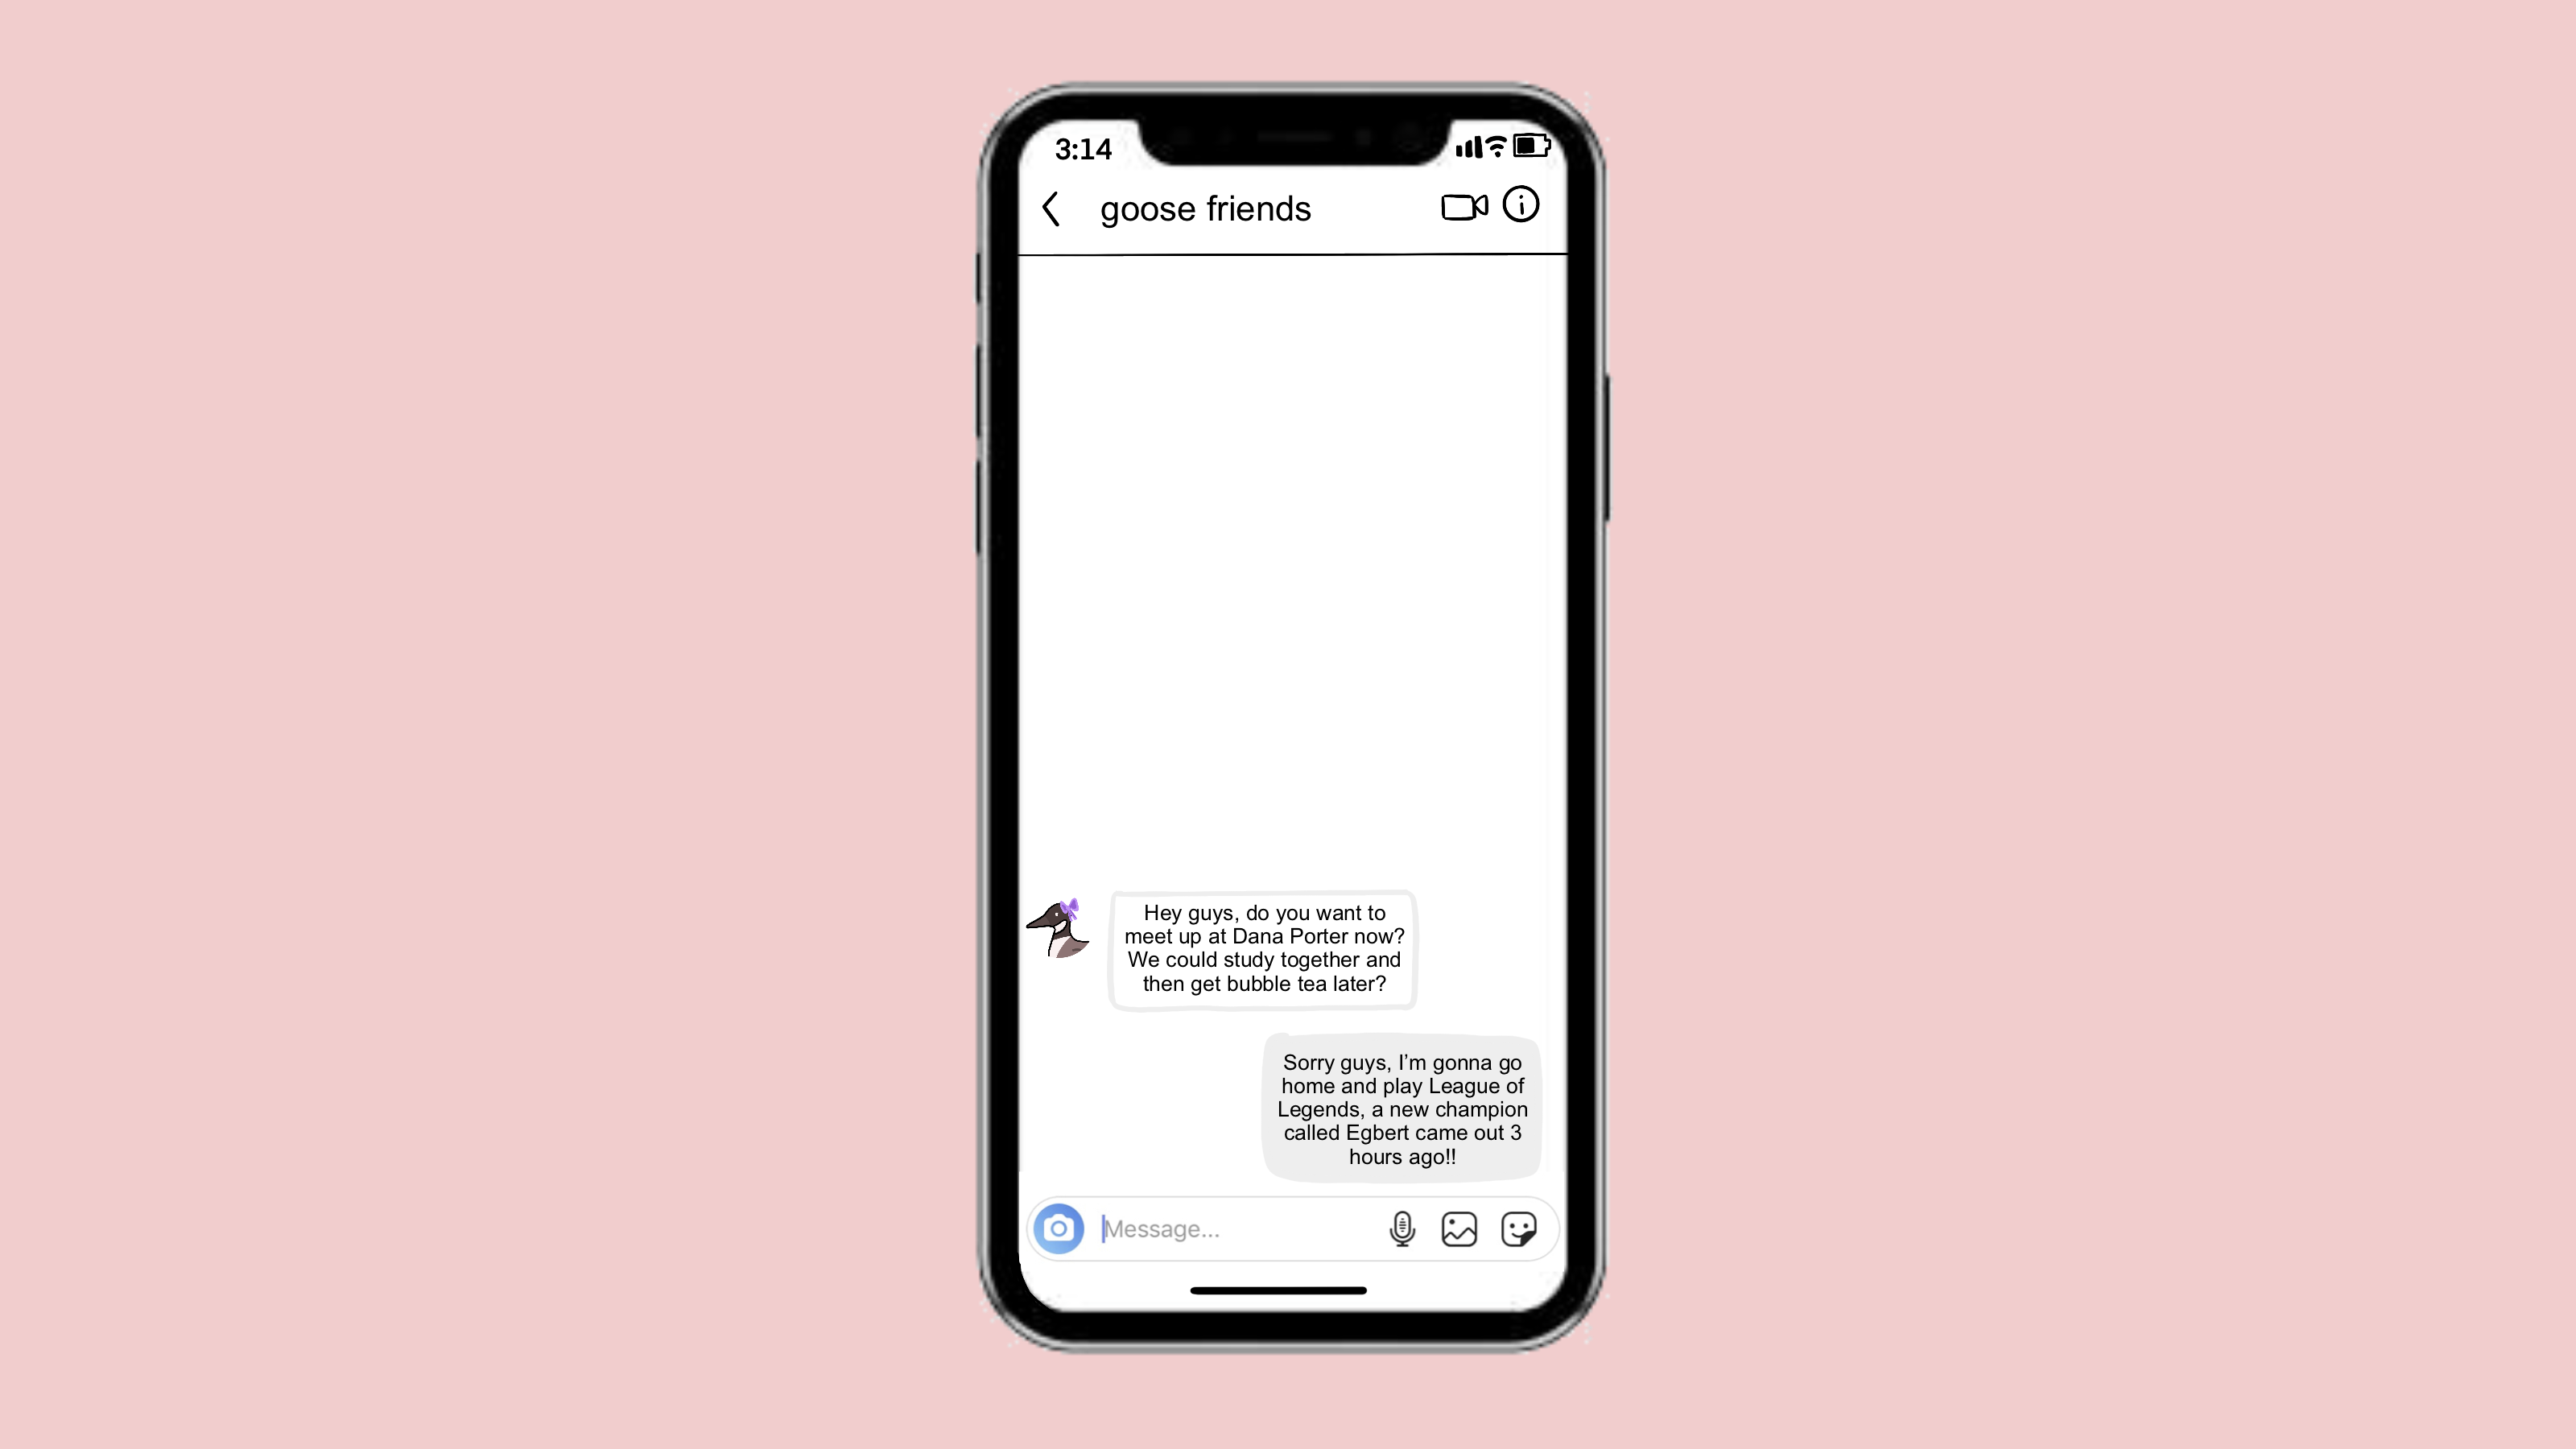 3:14
goose friends
Hey guys, do you want to
meet up at Dana Porter now?
We could study together and
then get bubble tea later?
Sorry guys, I’m gonna go
home and play League of
Legends, a new champion
called Egbert came out 3
hours ago!!
Message...